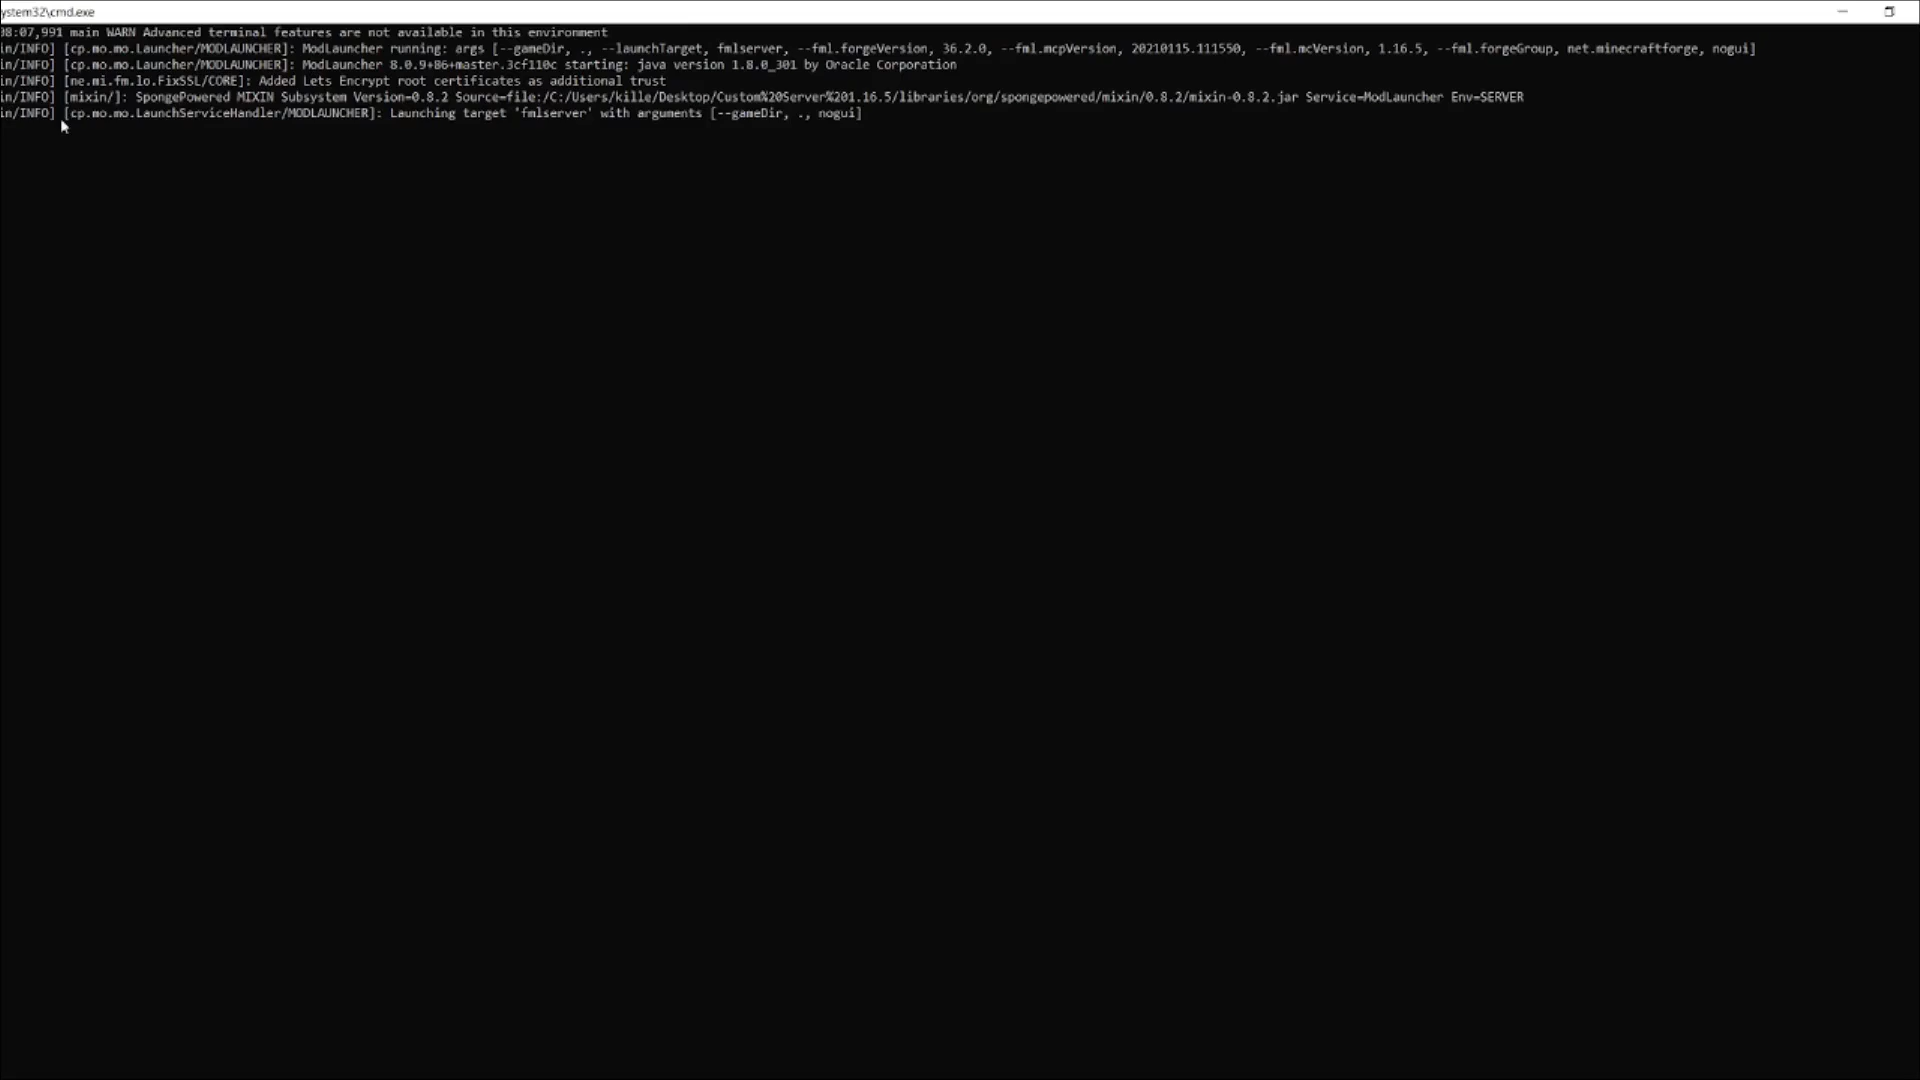 ystem32\cmd.exe
08:07,991 main WARN Advanced terminal features are not available in this environment
in/INFO] [cp.mo.mo.Launcher/MODLAUNCHER]: ModLauncher running: args [--gameDir, ., --launchTarget, fmlserver, --fml.forgeVersion, 36.2.0, --fml.mcpVersion, 20210115.111550, --fml.mcVersion, 1.16.5, --fml.forgeGroup, net.minecraftforge, nogui]
in/INFO] [cp.mo.mo.Launcher/MODLAUNCHER]: ModLauncher 8.0.9+86+master.3cf110c starting: java version 1.8.0_301 by Oracle Corporation
in/INFO] [ne.mi.fm.lo.FixSSL/CORE]: Added Lets Encrypt root certificates as additional trust
in/INFO] [mixin/]: SpongePowered MIXIN Subsystem Version=0.8.2 Source=file:/C:/Users/kille/Desktop/Custom%20Server%201.16.5/libraries/org/spongepowered/mixin/0.8.2/mixin-0.8.2.jar Service=ModLauncher Env=SERVER
in/INFO] [cp.mo.mo.LaunchServiceHandler/MODLAUNCHER]: Launching target 'fmlserver' with arguments [--gameDir, ., nogui]